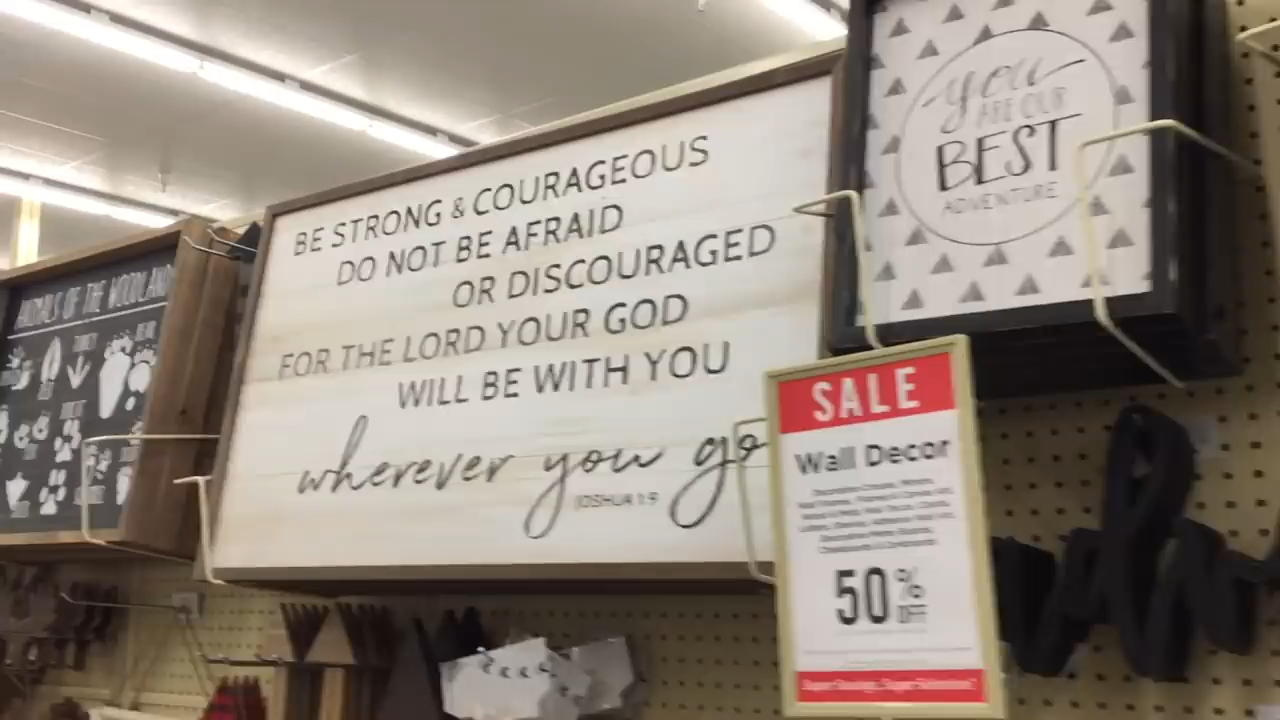 ANIMALS OF THE WOODLAND
BE STRONG & COURAGEOUS
DO NOT BE AFRAID
OR DISCOURAGED
FOR THE LORD YOUR GOD
WILL BE WITH YOU
wherever you go
JOSHUA 1:9
you
ARE OUR
BEST
ADVENTURE
SALE
Wall Decor
50% OFF